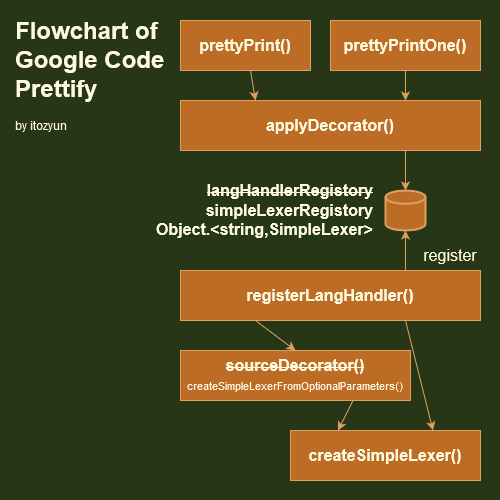 Flowchart of
Google Code
Prettify
by itozyun
prettyPrint()
prettyPrintOne()
applyDecorator()
langHandlerRegistory
simpleLexerRegistory
Object.<string,SimpleLexer>
register
registerLangHandler()
sourceDecorator()
createSimpleLexerFromOptionalParameters()
createSimpleLexer()